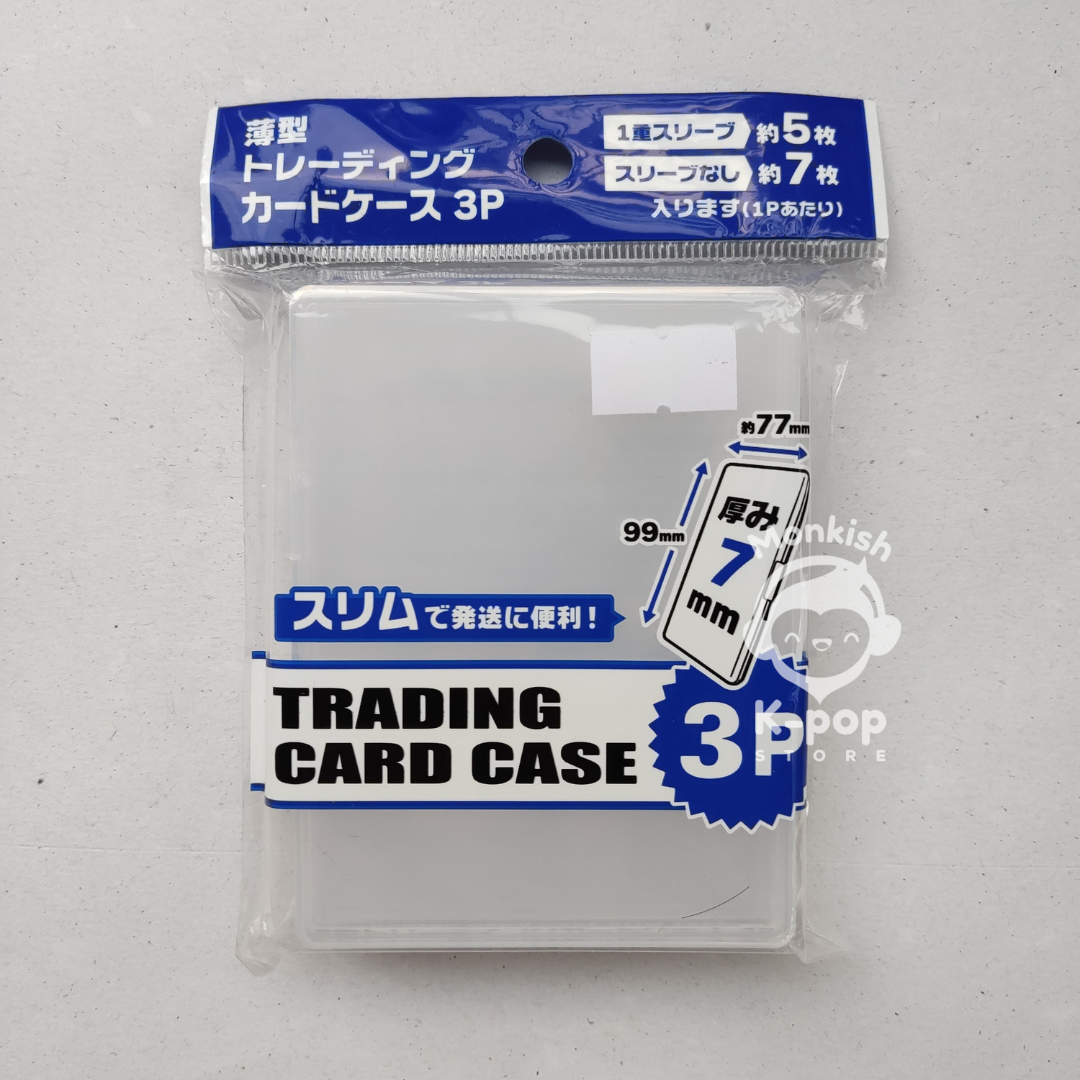 薄型
トレーディング
カードケース 3P
1重スリーブ 約5枚
スリーブなし 約7枚
入ります(1Pあたり)
約77mm
99mm
厚み
7
mm
スリムで発送に便利!
TRADING
CARD CASE
3P
Monkish
K-pop
STORE